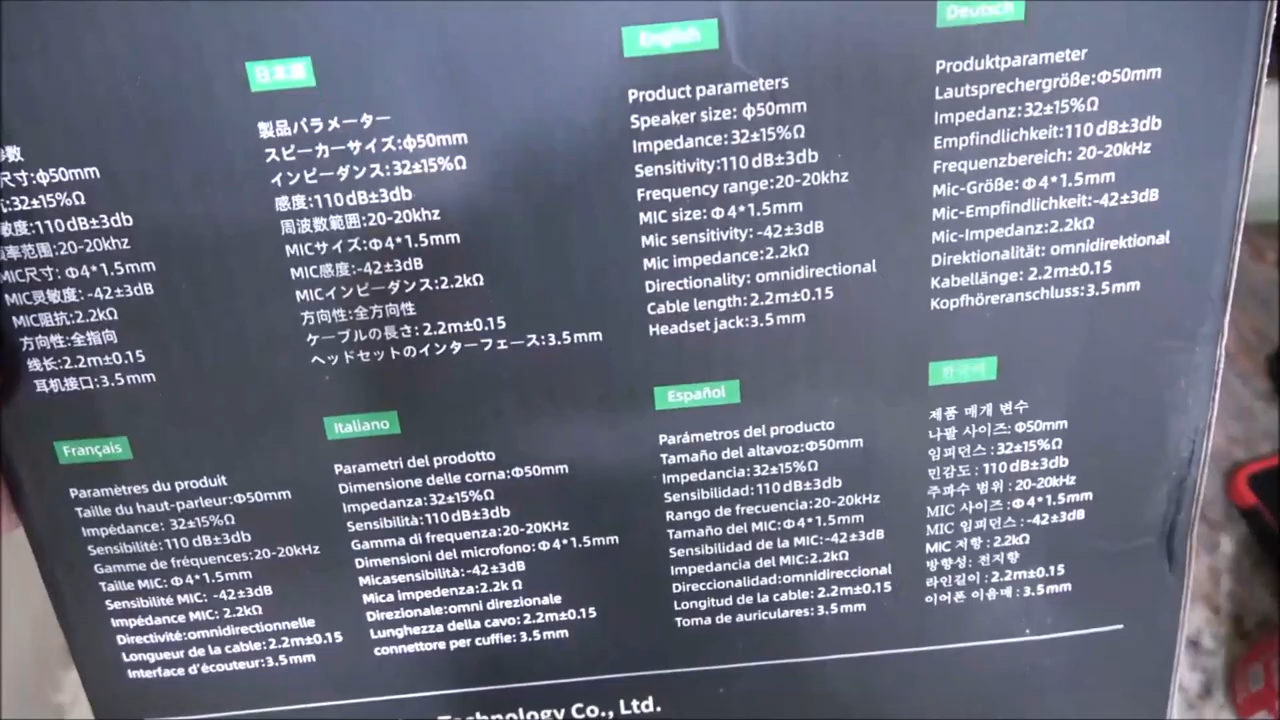 数
尺寸:ф50mm
:32±15%Ω
敏度:110dB±3db
率范围:20-20khz
MIC尺寸: Φ4*1.5mm
MIC灵敏度: -42±3dB
MIC阻抗:2.2kΩ
方向性:全指向
线长:2.2m±0.15
耳机接口:3.5mm
日本語
製品パラメーター
スピーカーサイズ:ф50mm
インピーダンス:32±15%Ω
感度:110dB±3db
周波数範囲:20-20khz
MICサイズ:Φ4*1.5mm
MIC感度:-42±3dB
MICインピーダンス:2.2kΩ
方向性:全方向性
ケーブルの長さ: 2.2m±0.15
ヘッドセットのインターフェース:3.5mm
English
Product parameters
Speaker size: ф50mm
Impedance:32±15%Ω
Sensitivity:110dB±3db
Frequency range:20-20khz
MIC size: Φ4*1.5mm
Mic sensitivity: -42±3dB
Mic impedance:2.2kΩ
Directionality: omnidirectional
Cable length:2.2m±0.15
Headset jack:3.5mm
Deutsch
Produktparameter
Lautsprechergröße:Φ50mm
Impedanz:32±15%Ω
Empfindlichkeit:110dB±3db
Frequenzbereich: 20-20kHz
Mic-Größe:Φ4*1.5mm
Mic-Empfindlichkeit:-42±3dB
Mic-Impedanz:2.2kΩ
Direktionalität: omnidirektional
Kabellänge: 2.2m±0.15
Kopfhöreranschluss:3.5mm
Français
Paramètres du produit
Taille du haut-parleur:Φ50mm
Impédance: 32±15%Ω
Sensibilité:110dB±3db
Gamme de fréquences:20-20kHz
Taille MIC: Φ4*1.5mm
Sensibilité MIC: -42±3dB
Impédance MIC: 2.2kΩ
Directivité:omnidirectionnelle
Longueur de la cable:2.2m±0.15
Interface d'écouteur:3.5mm
Italiano
Parametri del prodotto
Dimensione delle corna:Φ50mm
Impedanza:32±15%Ω
Sensibilità:110dB±3db
Gamma di frequenza:20-20KHz
Dimensioni del microfono:Φ4*1.5mm
Micasensibilità:-42±3dB
Mica impedenza:2.2kΩ
Direzionale:omni direzionale
Lunghezza della cavo:2.2m±0.15
connettore per cuffie:3.5mm
Español
Parámetros del producto
Tamaño del altavoz:Φ50mm
Impedancia:32±15%Ω
Sensibilidad:110dB±3db
Rango de frecuencia:20-20kHz
Tamaño del MIC:Φ4*1.5mm
Sensibilidad de la MIC:-42±3dB
Impedancia del MIC:2.2kΩ
Direccionalidad:omnidireccional
Longitud de la cable: 2.2m±0.15
Toma de auriculares:3.5mm
한국어
제품 매개 변수
나팔 사이즈: Φ50mm
임피던스 : 32±15%Ω
민감도 : 110dB±3db
주파수 범위 : 20-20kHz
MIC 사이즈 : Φ4*1.5mm
MIC 임피던스 : -42±3dB
MIC 저항 : 2.2kΩ
방향성: 전지향
라인길이 : 2.2m±0.15
이어폰 이음매 : 3.5mm
Technology Co., Ltd.